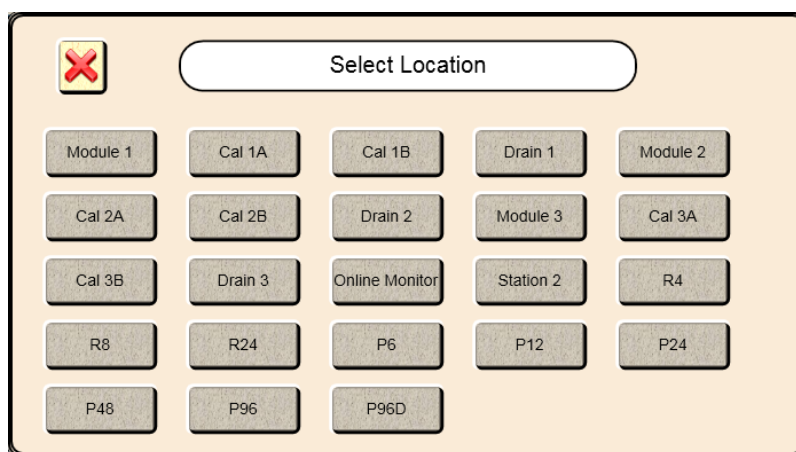 Select Location
Module 1 Cal 1A Cal 1B Drain 1 Module 2
Cal 2A Cal 2B Drain 2 Module 3 Cal 3A
Cal 3B Drain 3 Online Monitor Station 2 R4
R8 R24 P6 P12 P24
P48 P96 P96D